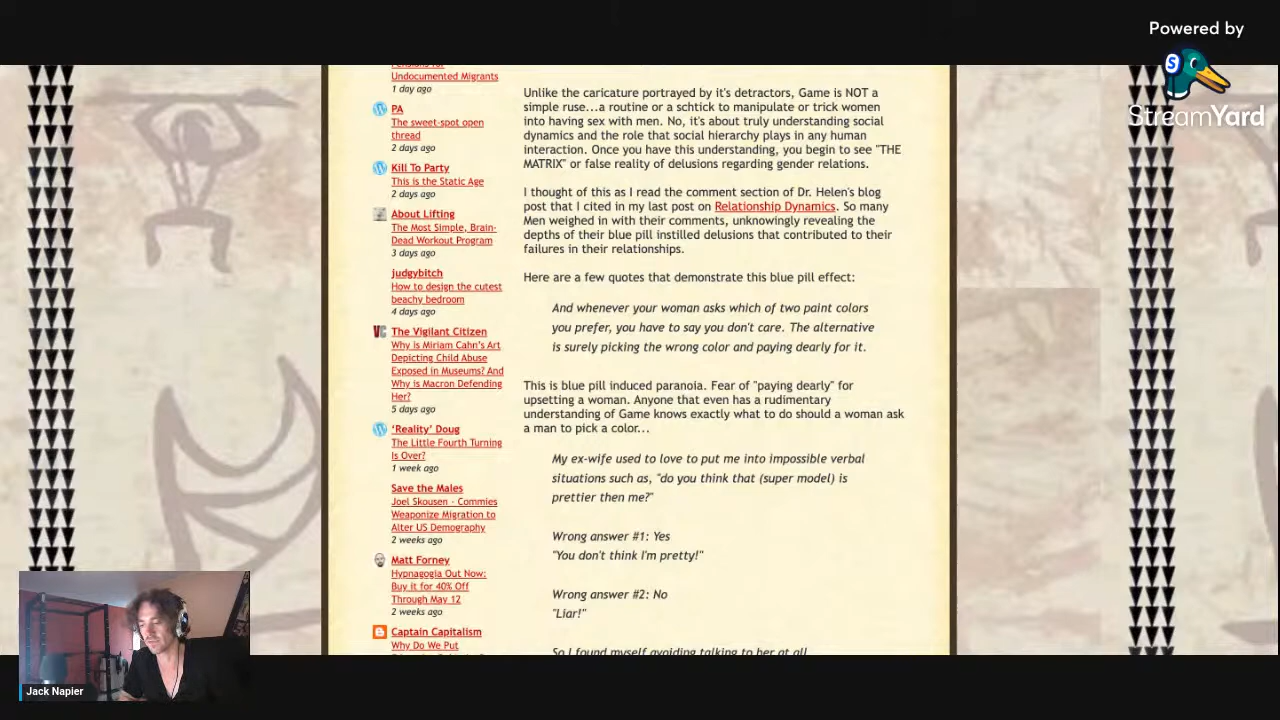 Powered by
StreamYard
Undocumented Migrants
1 day ago
PA
The sweet-spot open
thread
2 days ago
Kill To Party
This is the Static Age
2 days ago
About Lifting
The Most Simple, Brain-
Dead Workout Program
3 days ago
judgybitch
How to design the cutest
beachy bedroom
4 days ago
The Vigilant Citizen
Why is Miriam Cahn's Art
Depicting Child Abuse
Exposed in Museums? And
Why is Macron Defending
Her?
5 days ago
'Reality' Doug
The Little Fourth Turning
Is Over?
1 week ago
Save the Males
Joel Skousen - Commies
Weaponize Migration to
Alter US Demography
2 weeks ago
Matt Forney
Hypnagogia Out Now:
Buy it for 40% Off
Through May 12
2 weeks ago
Captain Capitalism
Why Do We Put
Unlike the caricature portrayed by it's detractors, Game is NOT a
simple ruse...a routine or a schtick to manipulate or trick women
into having sex with men. No, it's about truly understanding social
dynamics and the role that social hierarchy plays in any human
interaction. Once you have this understanding, you begin to see "THE
MATRIX" or false reality of delusions regarding gender relations.
I thought of this as I read the comment section of Dr. Helen's blog
post that I cited in my last post on Relationship Dynamics. So many
Men weighed in with their comments, unknowingly revealing the
depths of their blue pill instilled delusions that contributed to their
failures in their relationships.
Here are a few quotes that demonstrate this blue pill effect:
And whenever your woman asks which of two paint colors
you prefer, you have to say you don't care. The alternative
is surely picking the wrong color and paying dearly for it.
This is blue pill induced paranoia. Fear of "paying dearly" for
upsetting a woman. Anyone that even has a rudimentary
understanding of Game knows exactly what to do should a woman ask
a man to pick a color...
My ex-wife used to love to put me into impossible verbal
situations such as, "do you think that (super model) is
prettier then me?"
Wrong answer #1: Yes
"You don't think I'm pretty!"
Wrong answer #2: No
"Liar!"
So I found myself avoiding talking to her at all
Jack Napier